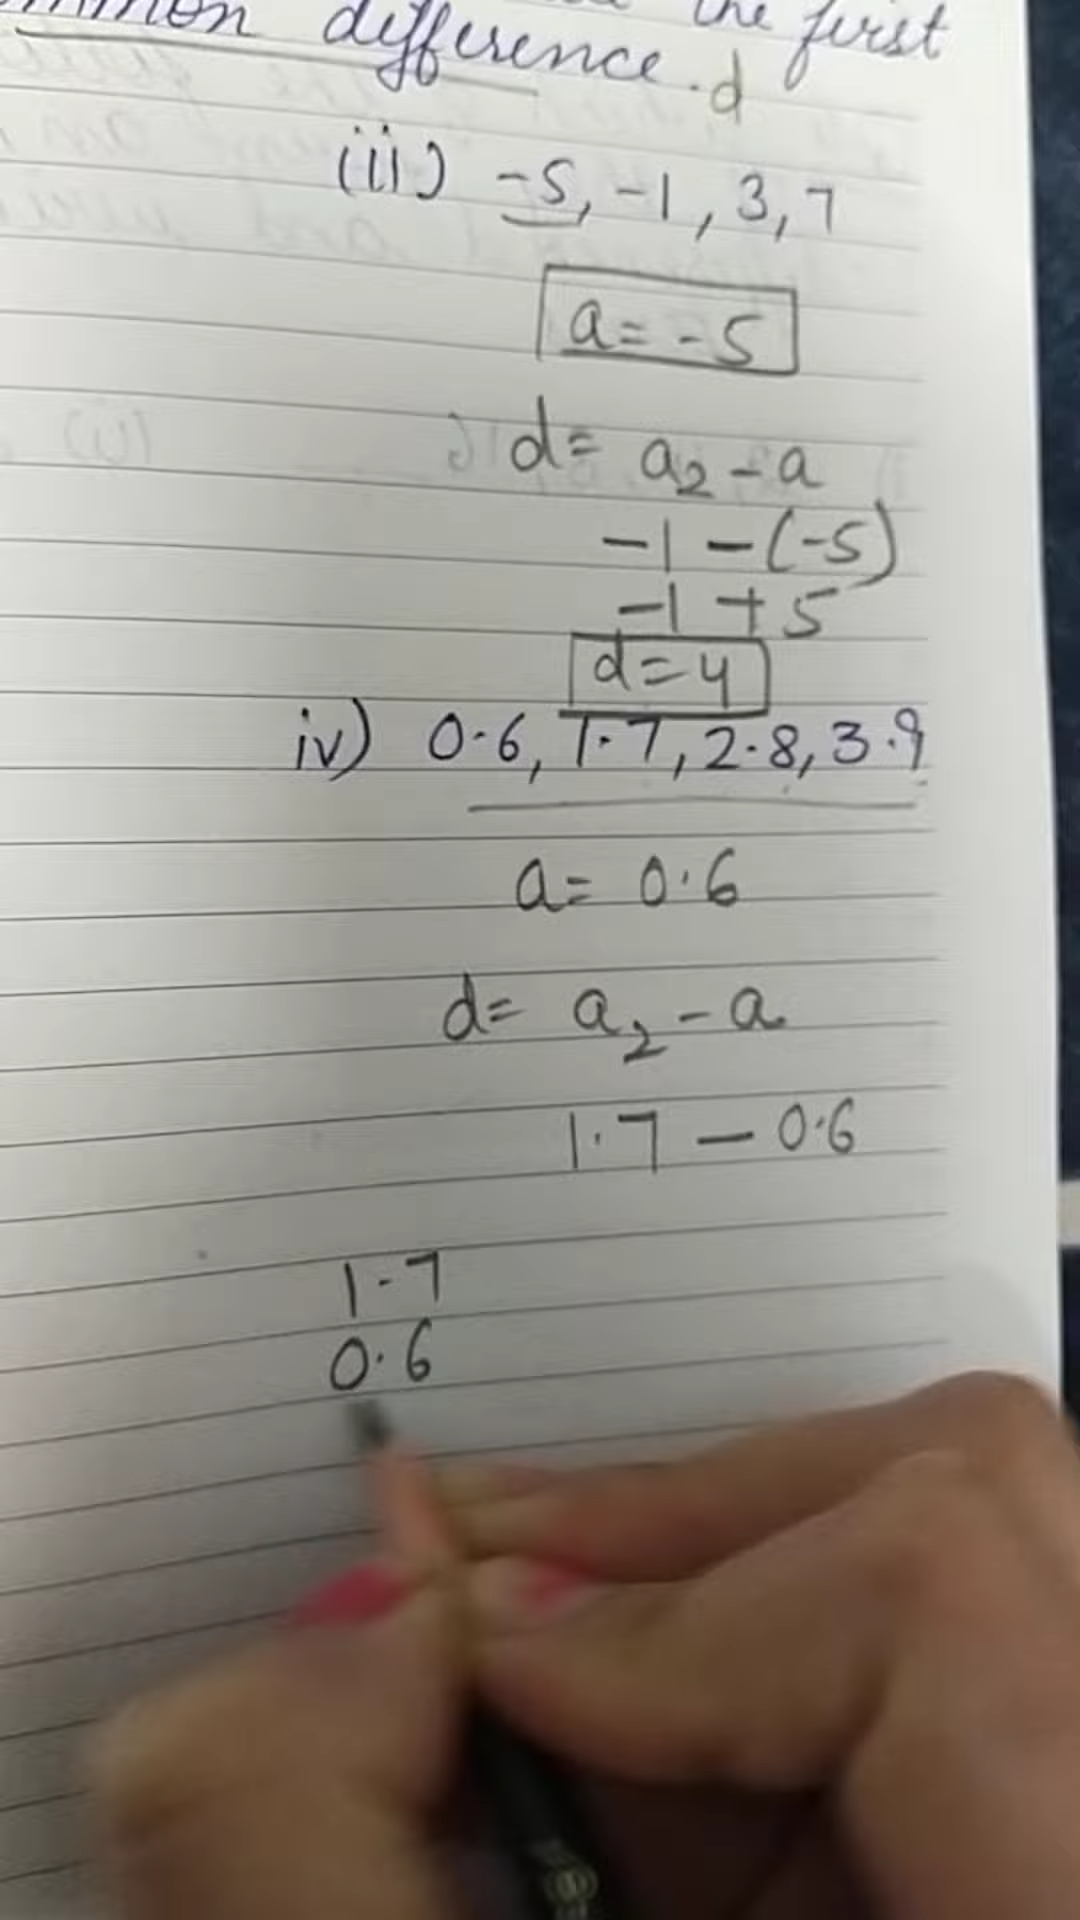 the first
difference. d
(ii) -5, -1, 3, 7
a = -5
d = a₂ - a
-1 - (-5)
-1 + 5
d = 4
iv) 0.6, 1.7, 2.8, 3.9
a = 0.6
d = a₂ - a
1.7 - 0.6
1.7
0.6